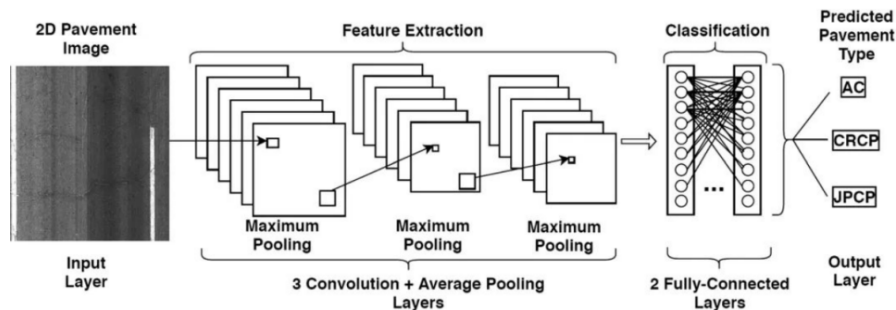 2D Pavement
Image
Feature Extraction
Classification
Predicted
Pavement
Type
AC
CRCP
JPCP
...
Maximum
Pooling
Maximum
Pooling
Maximum
Pooling
Input
Layer
3 Convolution + Average Pooling
Layers
2 Fully-Connected
Layers
Output
Layer